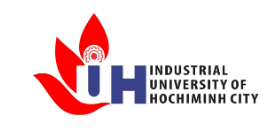 IUH
INDUSTRIAL
UNIVERSITY OF
HOCHIMINH CITY